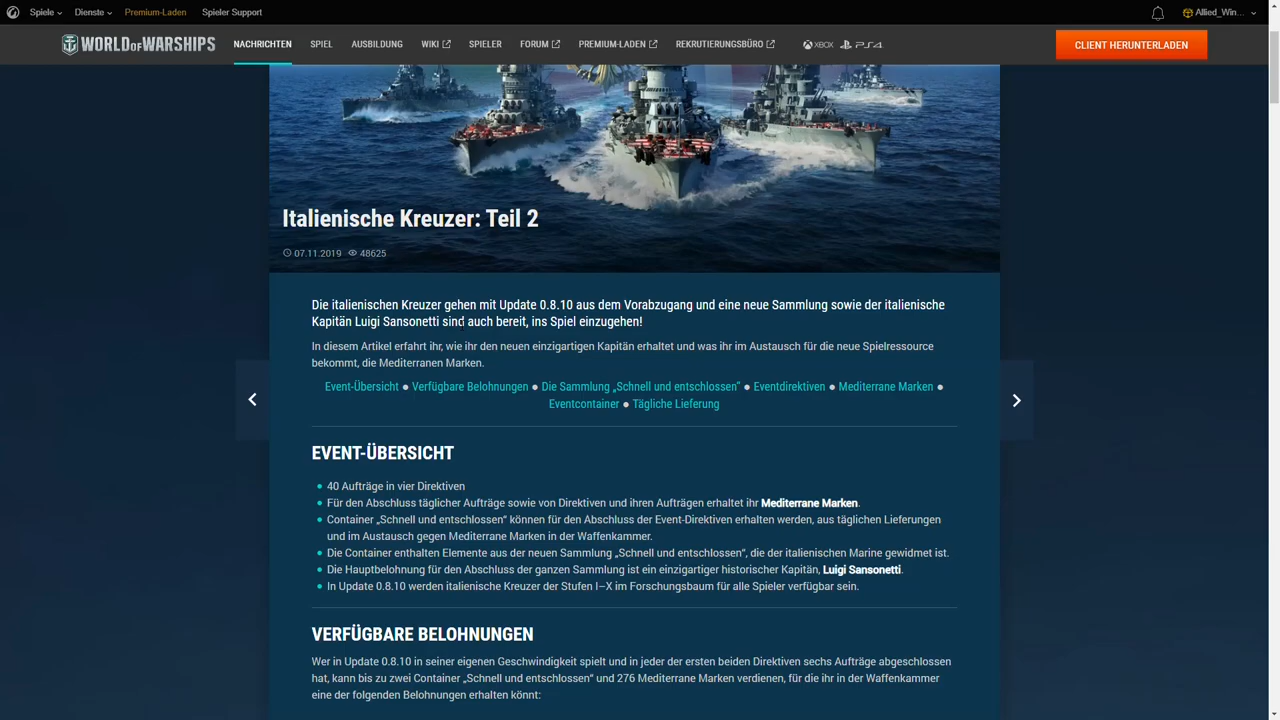 Spiele Dienste Premium-Laden Spieler Support Allied_Win...
WORLD OF WARSHIPS NACHRICHTEN SPIEL AUSBILDUNG WIKI SPIELER FORUM PREMIUM-LADEN REKRUTIERUNGSBÜRO XBOX PS4 CLIENT HERUNTERLADEN
Italienische Kreuzer: Teil 2
07.11.2019 48625
Die italienischen Kreuzer gehen mit Update 0.8.10 aus dem Vorabzugang und eine neue Sammlung sowie der italienische
Kapitän Luigi Sansonetti sind auch bereit, ins Spiel einzugehen!
In diesem Artikel erfahrt ihr, wie ihr den neuen einzigartigen Kapitän erhaltet und was ihr im Austausch für die neue Spielressource
bekommt, die Mediterranen Marken.
Event-Übersicht ● Verfügbare Belohnungen ● Die Sammlung „Schnell und entschlossen“ ● Eventdirektiven ● Mediterrane Marken ●
Eventcontainer ● Tägliche Lieferung
EVENT-ÜBERSICHT
● 40 Aufträge in vier Direktiven
● Für den Abschluss täglicher Aufträge sowie von Direktiven und ihren Aufträgen erhaltet ihr Mediterrane Marken.
● Container „Schnell und entschlossen“ können für den Abschluss der Event-Direktiven erhalten werden, aus täglichen Lieferungen
und im Austausch gegen Mediterrane Marken in der Waffenkammer.
● Die Container enthalten Elemente aus der neuen Sammlung „Schnell und entschlossen“, die der italienischen Marine gewidmet ist.
● Die Hauptbelohnung für den Abschluss der ganzen Sammlung ist ein einzigartiger historischer Kapitän, Luigi Sansonetti.
● In Update 0.8.10 werden italienische Kreuzer der Stufen I–X im Forschungsbaum für alle Spieler verfügbar sein.
VERFÜGBARE BELOHNUNGEN
Wer in Update 0.8.10 in seiner eigenen Geschwindigkeit spielt und in jeder der ersten beiden Direktiven sechs Aufträge abgeschlossen
hat, kann bis zu zwei Container „Schnell und entschlossen“ und 276 Mediterrane Marken verdienen, für die ihr in der Waffenkammer
eine der folgenden Belohnungen erhalten könnt: